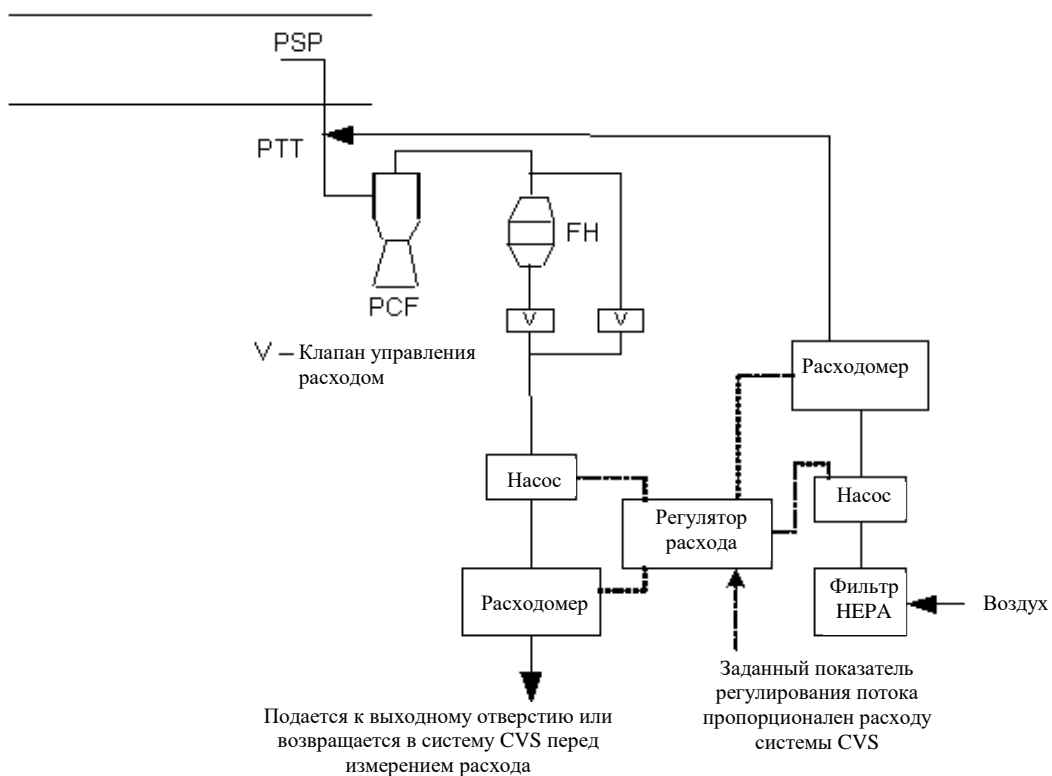 PSP
PTT
FH
PCF
V
V
V – Клапан управления
расходом
Расходомер
Насос
Насос
Регулятор
расхода
Расходомер
Фильтр
HEPA
Воздух
Заданный показатель
регулирования потока
пропорционален расходу
системы CVS
Подается к выходному отверстию или
возвращается в систему CVS перед
измерением расхода